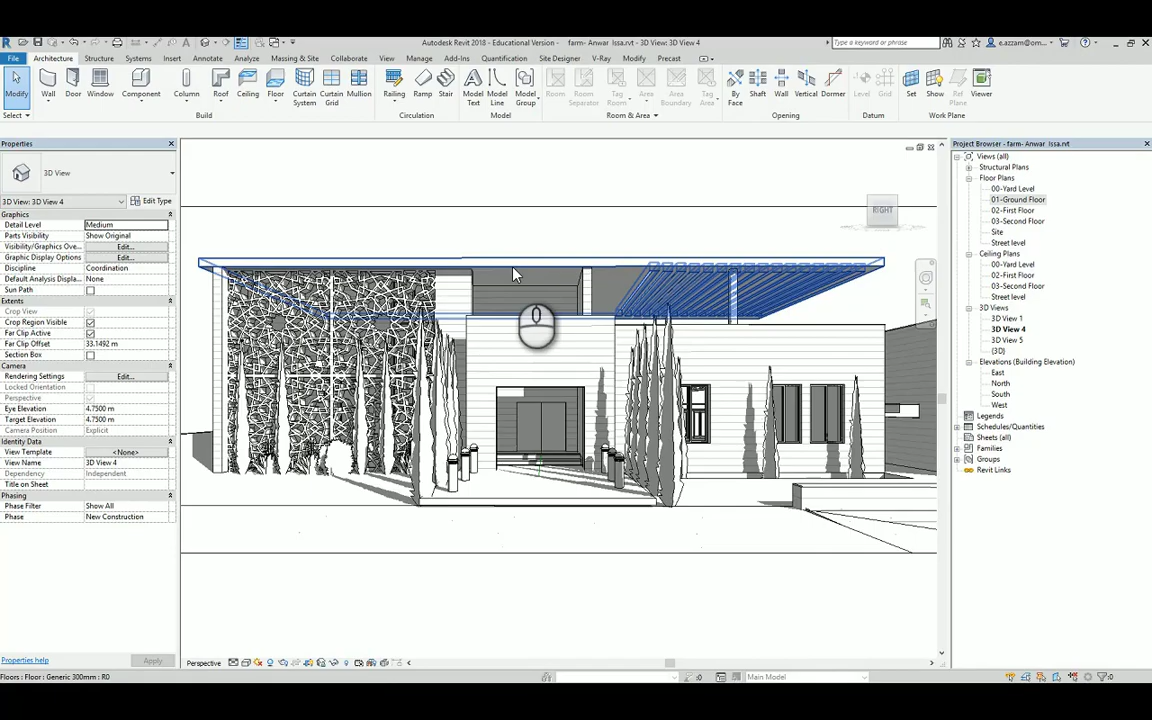 Autodesk Revit 2018 - Educational Version - farm- Anwar Issa.rvt - 3D View: 3D View 4
Type a keyword or phrase
e.azzam@om...
File Architecture Structure Systems Insert Annotate Analyze Massing & Site Collaborate View Manage Add-Ins Quantification Site Designer V-Ray Modify Precast
Modify Wall Door Window Component Column Roof Ceiling Floor Curtain System Curtain Grid Mullion Railing Ramp Stair Model Text Model Line Model Group Room Room Separator Tag Room Area Area Boundary Tag Area By Face Shaft Wall Vertical Dormer Level Grid Set Show Ref Plane Viewer
Select Build Circulation Model Room & Area Opening Datum Work Plane
Properties
3D View
3D View: 3D View 4 Edit Type
Graphics
Detail Level Medium
Parts Visibility Show Original
Visibility/Graphics Ove... Edit...
Graphic Display Options Edit...
Discipline Coordination
Default Analysis Displa... None
Sun Path
Extents
Crop View
Crop Region Visible
Far Clip Active
Far Clip Offset 33.1492 m
Section Box
Camera
Rendering Settings Edit...
Locked Orientation
Perspective
Eye Elevation 4.7500 m
Target Elevation 4.7500 m
Camera Position Explicit
Identity Data
View Template <None>
View Name 3D View 4
Dependency Independent
Title on Sheet
Phasing
Phase Filter Show All
Phase New Construction
Properties help Apply
RIGHT
0
Perspective
Project Browser - farm- Anwar Issa.rvt
Views (all)
Structural Plans
Floor Plans
00-Yard Level
01-Ground Floor
02-First Floor
03-Second Floor
Site
Street level
Ceiling Plans
00-Yard Level
02-First Floor
03-Second Floor
Street level
3D Views
3D View 1
3D View 4
3D View 5
{3D}
Elevations (Building Elevation)
East
North
South
West
Legends
Schedules/Quantities
Sheets (all)
Families
Groups
Revit Links
Floors : Floor : Generic 300mm : R0
:0
Main Model
:0